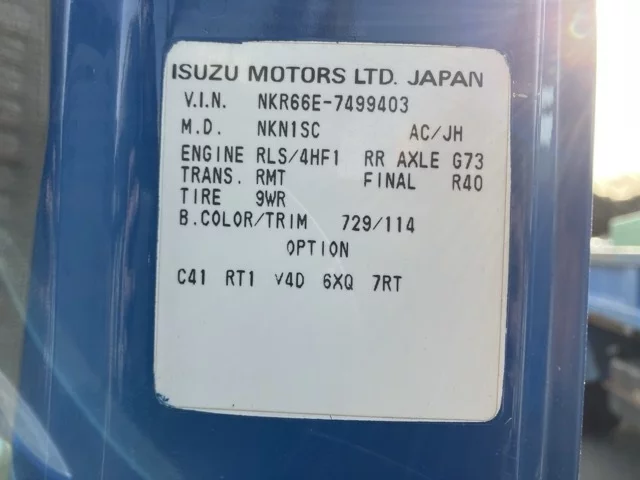 ISUZU MOTORS LTD. JAPAN
V.I.N. NKR66E-7499403
M.D. NKN1SC AC/JH
ENGINE RLS/4HF1 RR AXLE G73
TRANS. RMT FINAL R40
TIRE 9WR
B.COLOR/TRIM 729/114
OPTION
C41 RT1 V4D 6XQ 7RT